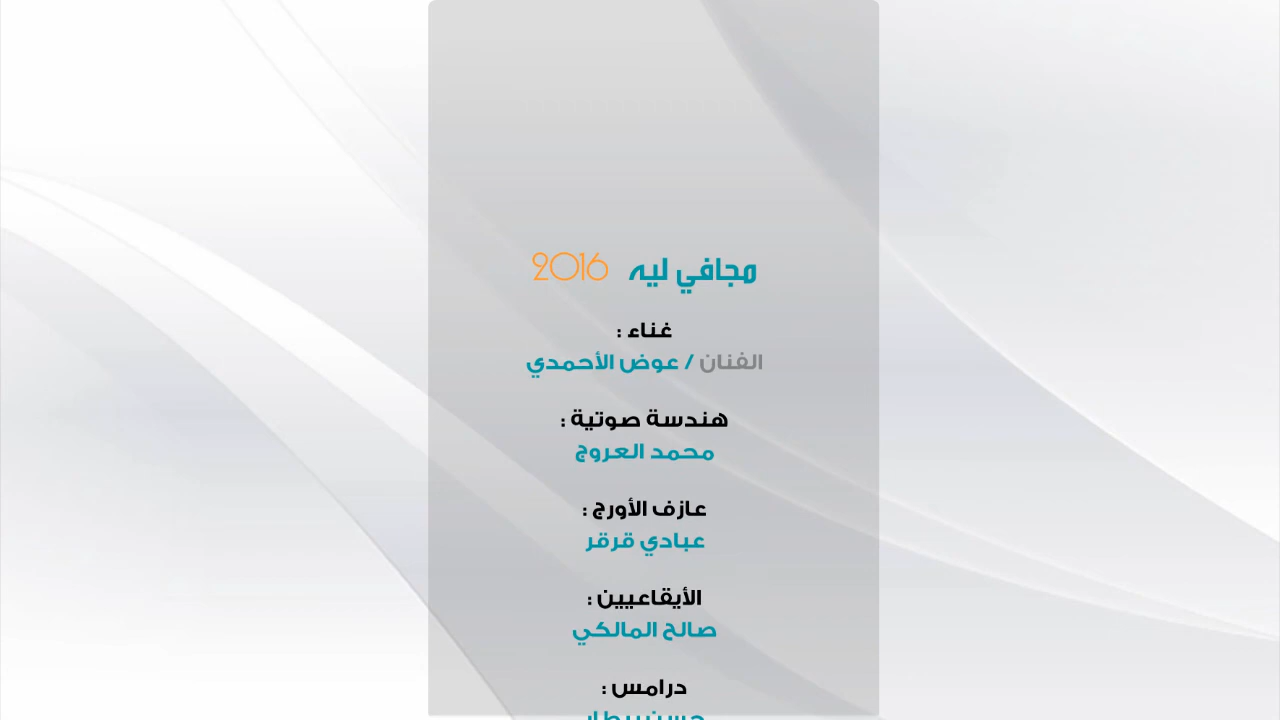 مجافي ليه 2016
غناء :
الفنان / عوض الأحمدي
هندسة صوتية :
محمد العروج
عازف الأورج :
عبادي قرقر
الأيقاعيين :
صالح المالكي
درامس :